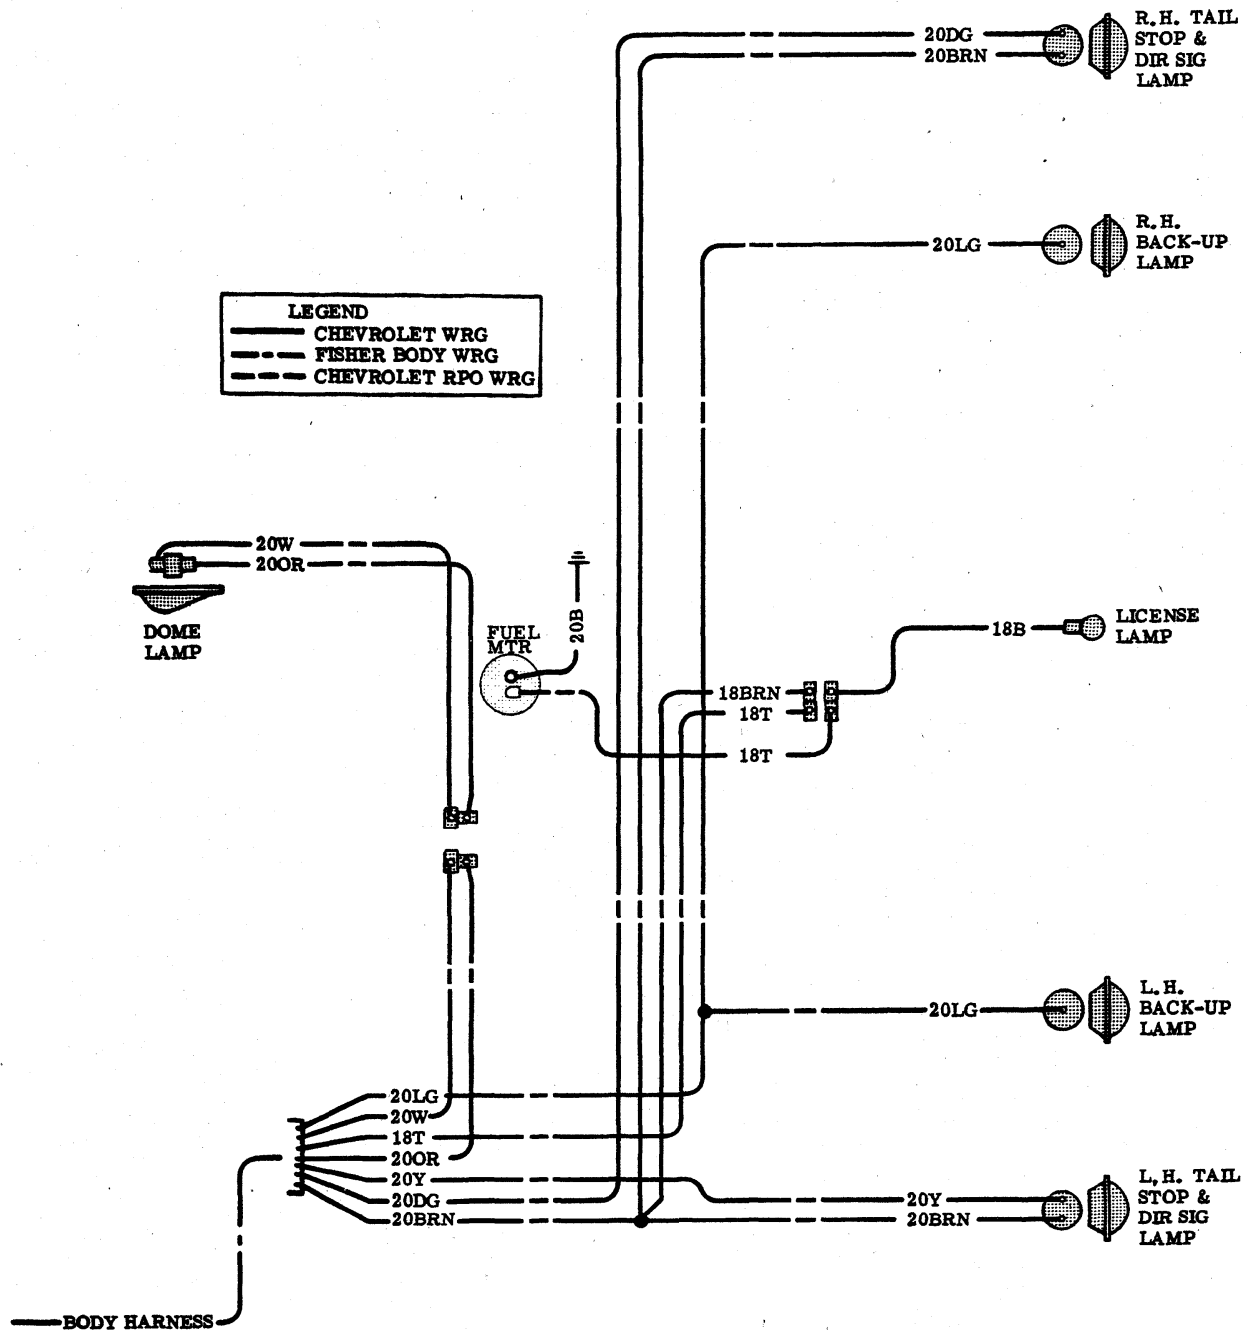 R.H. TAIL
STOP &
DIR SIG
LAMP
20DG
20BRN
R.H.
BACK-UP
LAMP
20LG
LEGEND
CHEVROLET WRG
FISHER BODY WRG
CHEVROLET RPO WRG
20W
20OR
DOME
LAMP
FUEL
MTR
20B
LICENSE
LAMP
18B
18BRN
18T
18T
L.H.
BACK-UP
LAMP
20LG
20LG
20W
18T
20OR
20Y
20DG
20BRN
L.H. TAIL
STOP &
DIR SIG
LAMP
20Y
20BRN
BODY HARNESS